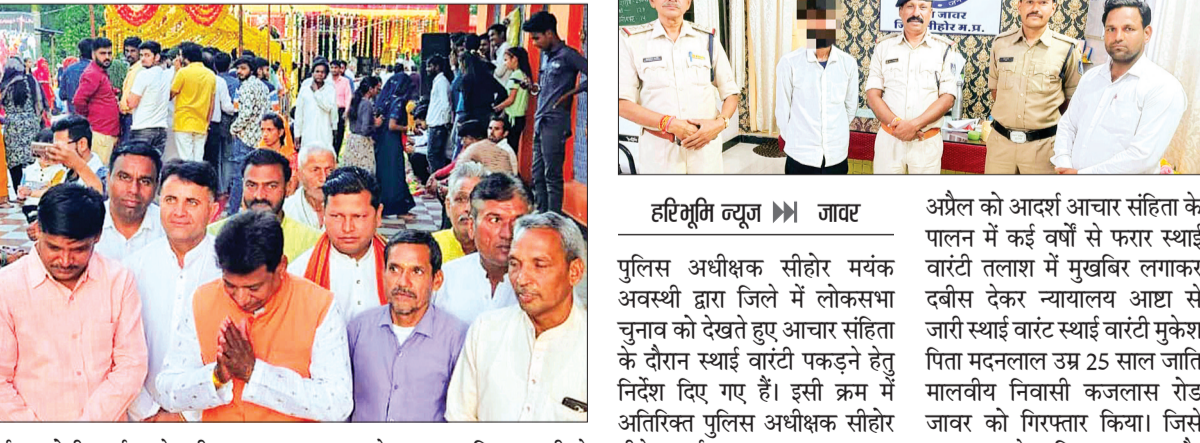 जावर
सीहोर म.प्र.
हरिभूमि न्यूज जावर
पुलिस अधीक्षक सीहोर मयंक
अवस्थी द्वारा जिले में लोकसभा
चुनाव को देखते हुए आचार संहिता
के दौरान स्थाई वारंटी पकड़ने हेतु
निर्देश दिए गए हैं। इसी क्रम में
अतिरिक्त पुलिस अधीक्षक सीहोर
अप्रैल को आदर्श आचार संहिता के
पालन में कई वर्षों से फरार स्थाई
वारंटी तलाश में मुखबिर लगाकर
दबीस देकर न्यायालय आष्टा से
जारी स्थाई वारंट स्थाई वारंटी मुकेश
पिता मदनलाल उम्र 25 साल जाति
मालवीय निवासी कजलास रोड
जावर को गिरफ्तार किया। जिसे